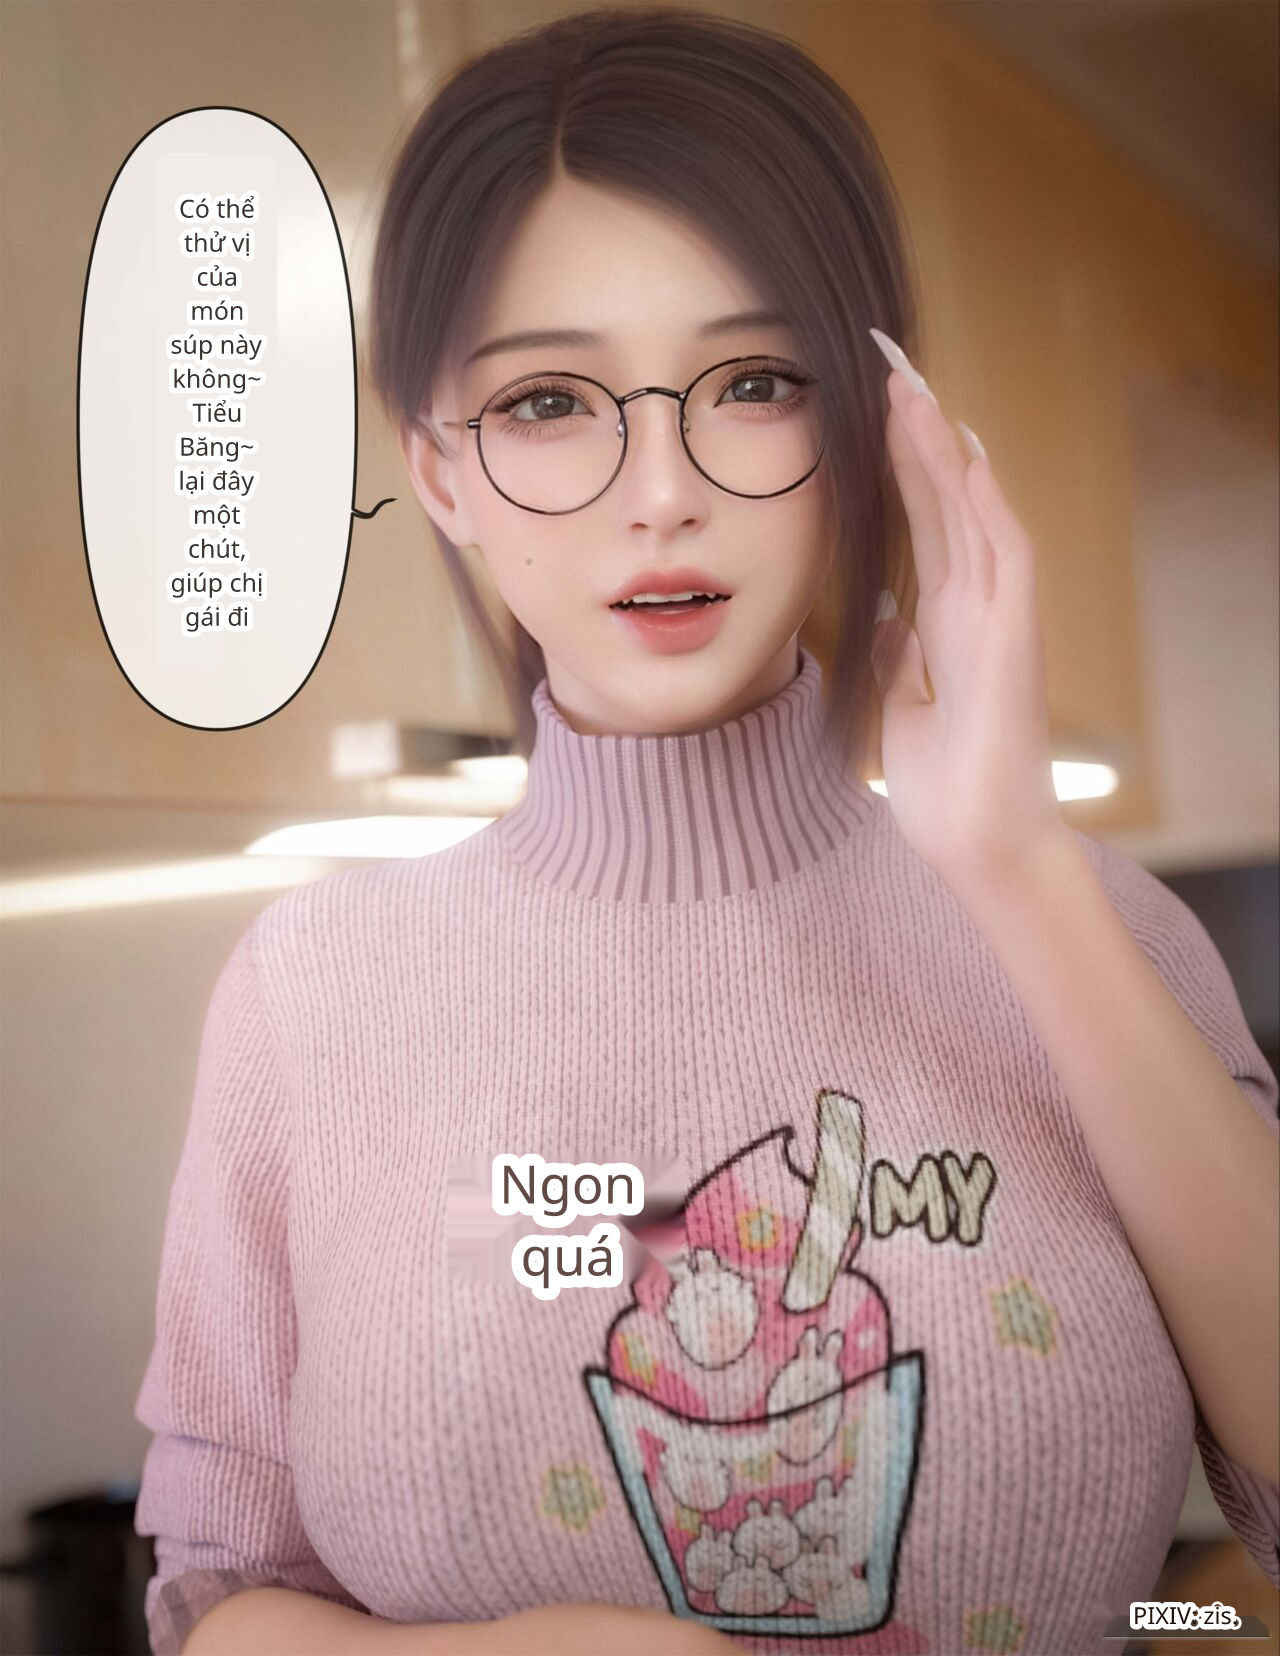 Có thể
thử vị
của
món
súp này
không~
Tiểu
Băng~
lại đây
một
chút,
giúp chị
gái đi
Ngon
quá
MY
PIXIV: zis.